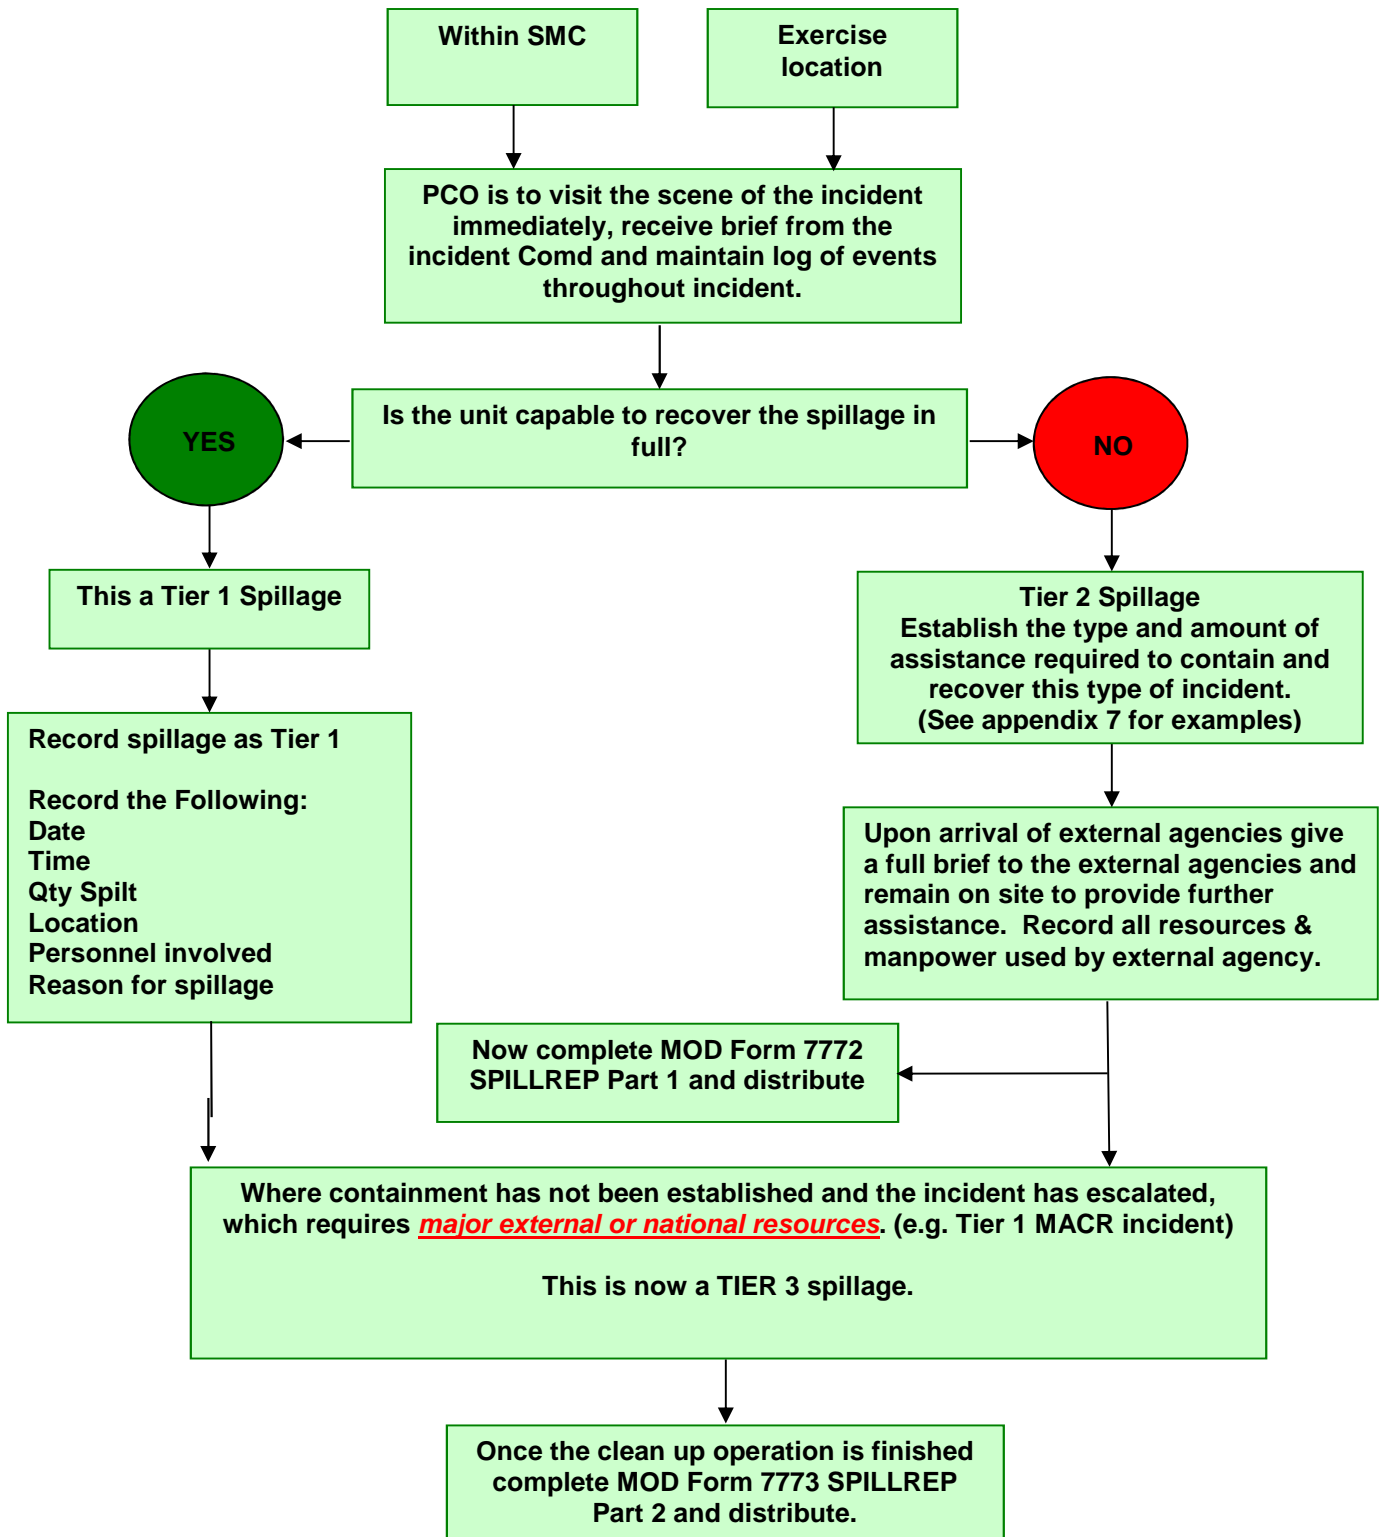 Within SMC
Exercise
location
PCO is to visit the scene of the incident
immediately, receive brief from the
incident Comd and maintain log of events
throughout incident.
Is the unit capable to recover the spillage in
full?
YES
NO
This a Tier 1 Spillage
Tier 2 Spillage
Establish the type and amount of
assistance required to contain and
recover this type of incident.
(See appendix 7 for examples)
Record spillage as Tier 1
Record the Following:
Date
Time
Qty Spilt
Location
Personnel involved
Reason for spillage
Upon arrival of external agencies give
a full brief to the external agencies and
remain on site to provide further
assistance.  Record all resources &
manpower used by external agency.
Now complete MOD Form 7772
SPILLREP Part 1 and distribute
Where containment has not been established and the incident has escalated,
which requires major external or national resources. (e.g. Tier 1 MACR incident)
This is now a TIER 3 spillage.
Once the clean up operation is finished
complete MOD Form 7773 SPILLREP
Part 2 and distribute.